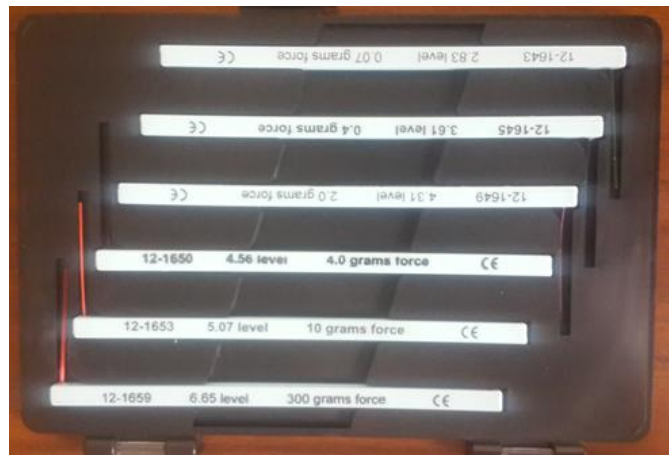 12-1643 2.83 level 0.07 grams force CE
12-1645 3.61 level 0.4 grams force CE
12-1649 4.31 level 2.0 grams force CE
12-1650 4.56 level 4.0 grams force CE
12-1653 5.07 level 10 grams force CE
12-1659 6.65 level 300 grams force CE